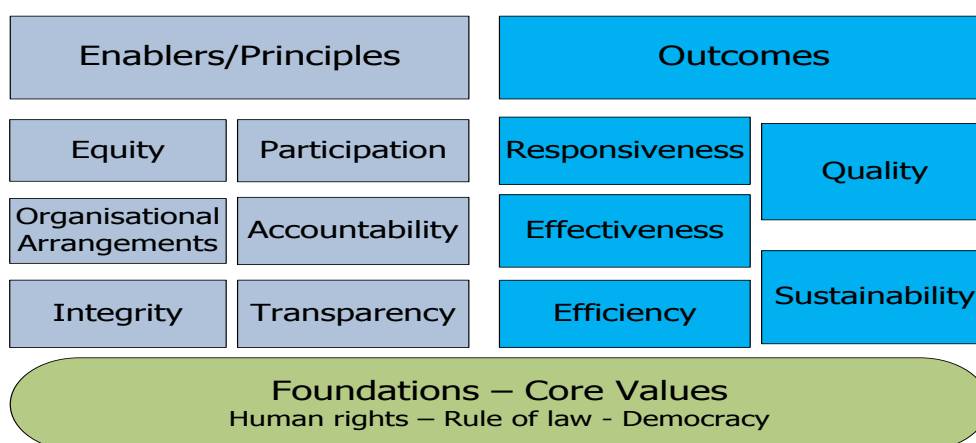 Enablers/Principles
Outcomes
Equity
Participation
Responsiveness
Quality
Organisational
Arrangements
Accountability
Effectiveness
Integrity
Transparency
Efficiency
Sustainability
Foundations – Core Values
Human rights – Rule of law - Democracy